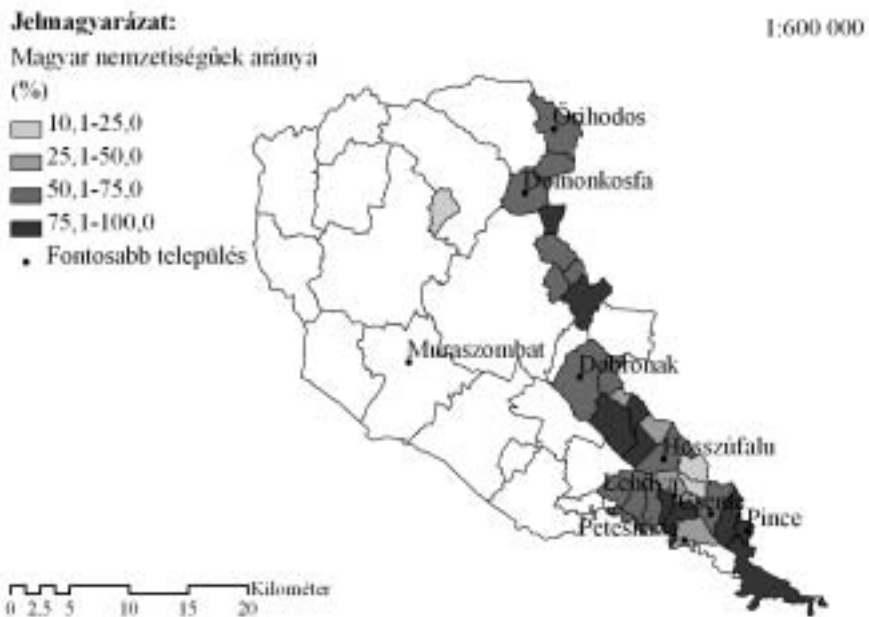 Jelmagyarázat:
1:600 000
Magyar nemzetiségűek aránya
(%)
10,1-25,0
25,1-50,0
50,1-75,0
75,1-100,0
Fontosabb település
Őrihodos
Domonkosfa
Muraszombat
Dobronak
Hosszúfalu
Lendva
Pince
Kilométer
0 2,5 5 10 15 20